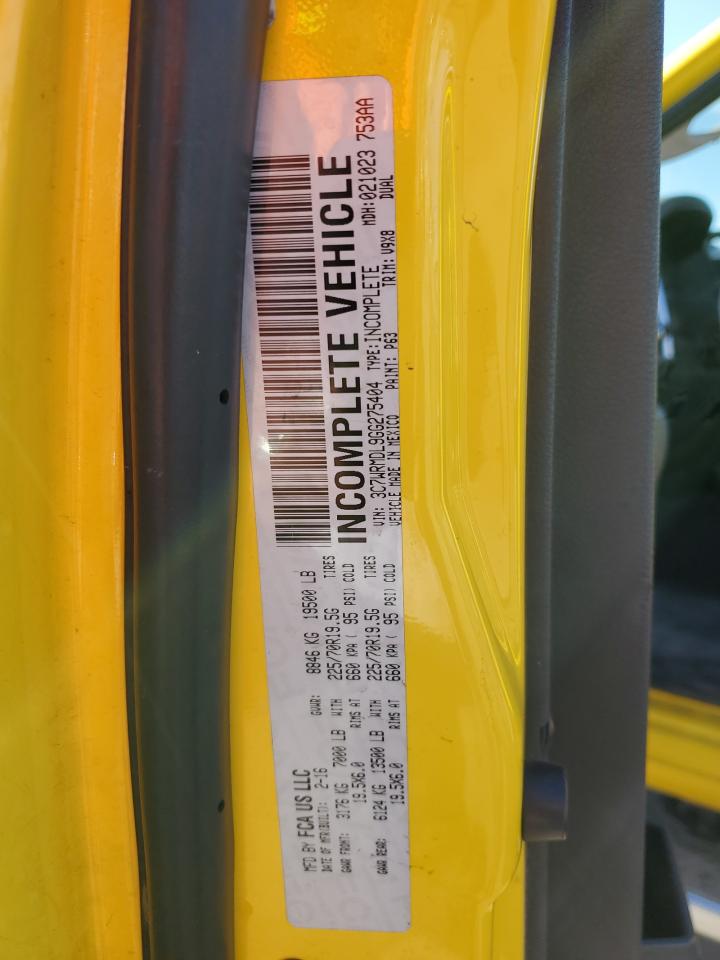 MFD BY FCA US LLC
DATE OF MFR(BUILT): 2-16 GVWR: 8846 KG 19500 LB
GAWR FRONT: 3176 KG 7000 LB WITH 225/70R19.5G TIRES
19.5X6.0 RIMS AT 660 KPA ( 95 PSI) COLD
GAWR REAR: 6124 KG 13500 LB WITH 225/70R19.5G TIRES
19.5X6.0 RIMS AT 660 KPA ( 95 PSI) COLD
INCOMPLETE VEHICLE 753AA
MDH:021023
VIN: 3C7WRMDL9GG275404 TYPE:INCOMPLETE DUAL
VEHICLE MADE IN MEXICO PAINT: P63 TRIM: V9X8